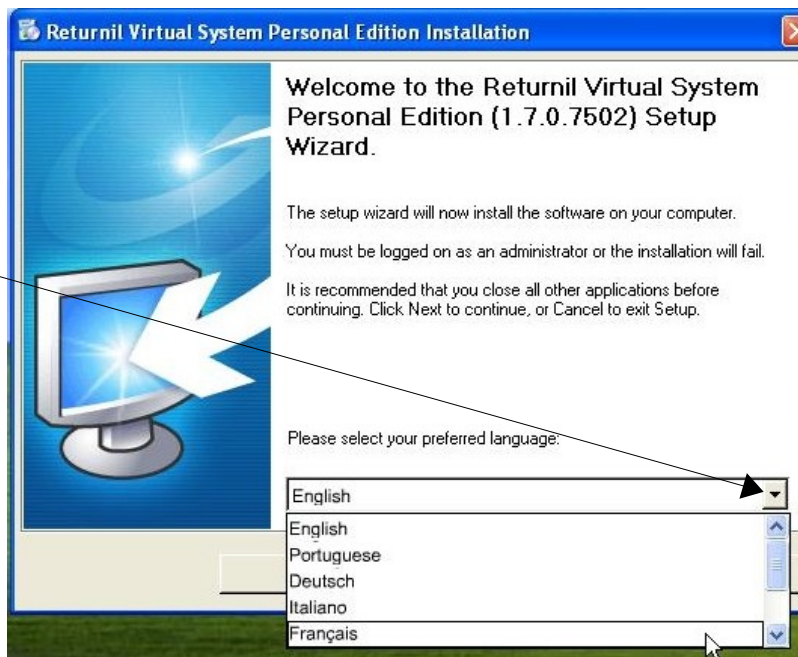 Returnil Virtual System Personal Edition Installation
Welcome to the Returnil Virtual System
Personal Edition (1.7.0.7502) Setup
Wizard.
The setup wizard will now install the software on your computer.
You must be logged on as an administrator or the installation will fail.
It is recommended that you close all other applications before
continuing. Click Next to continue, or Cancel to exit Setup.
Please select your preferred language:
English
English
Portuguese
Deutsch
Italiano
Français